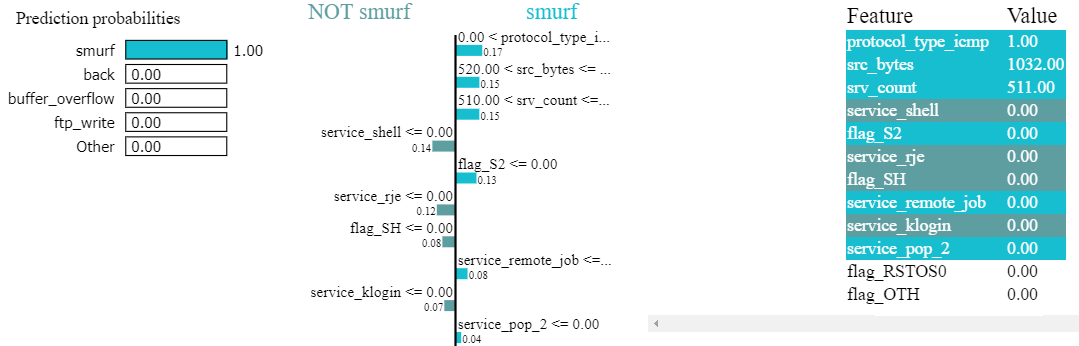 Prediction probabilities
smurf 1.00
back 0.00
buffer_overflow 0.00
ftp_write 0.00
Other 0.00
NOT smurf smurf
0.00 < protocol_type_i...
0.17
520.00 < src_bytes <= ...
0.15
510.00 < srv_count <=...
0.15
service_shell <= 0.00
0.14
flag_S2 <= 0.00
0.13
service_rje <= 0.00
0.12
flag_SH <= 0.00
0.08
service_remote_job <=...
0.08
service_klogin <= 0.00
0.07
service_pop_2 <= 0.00
0.04
Feature Value
protocol_type_icmp 1.00
src_bytes 1032.00
srv_count 511.00
service_shell 0.00
flag_S2 0.00
service_rje 0.00
flag_SH 0.00
service_remote_job 0.00
service_klogin 0.00
service_pop_2 0.00
flag_RSTOS0 0.00
flag_OTH 0.00